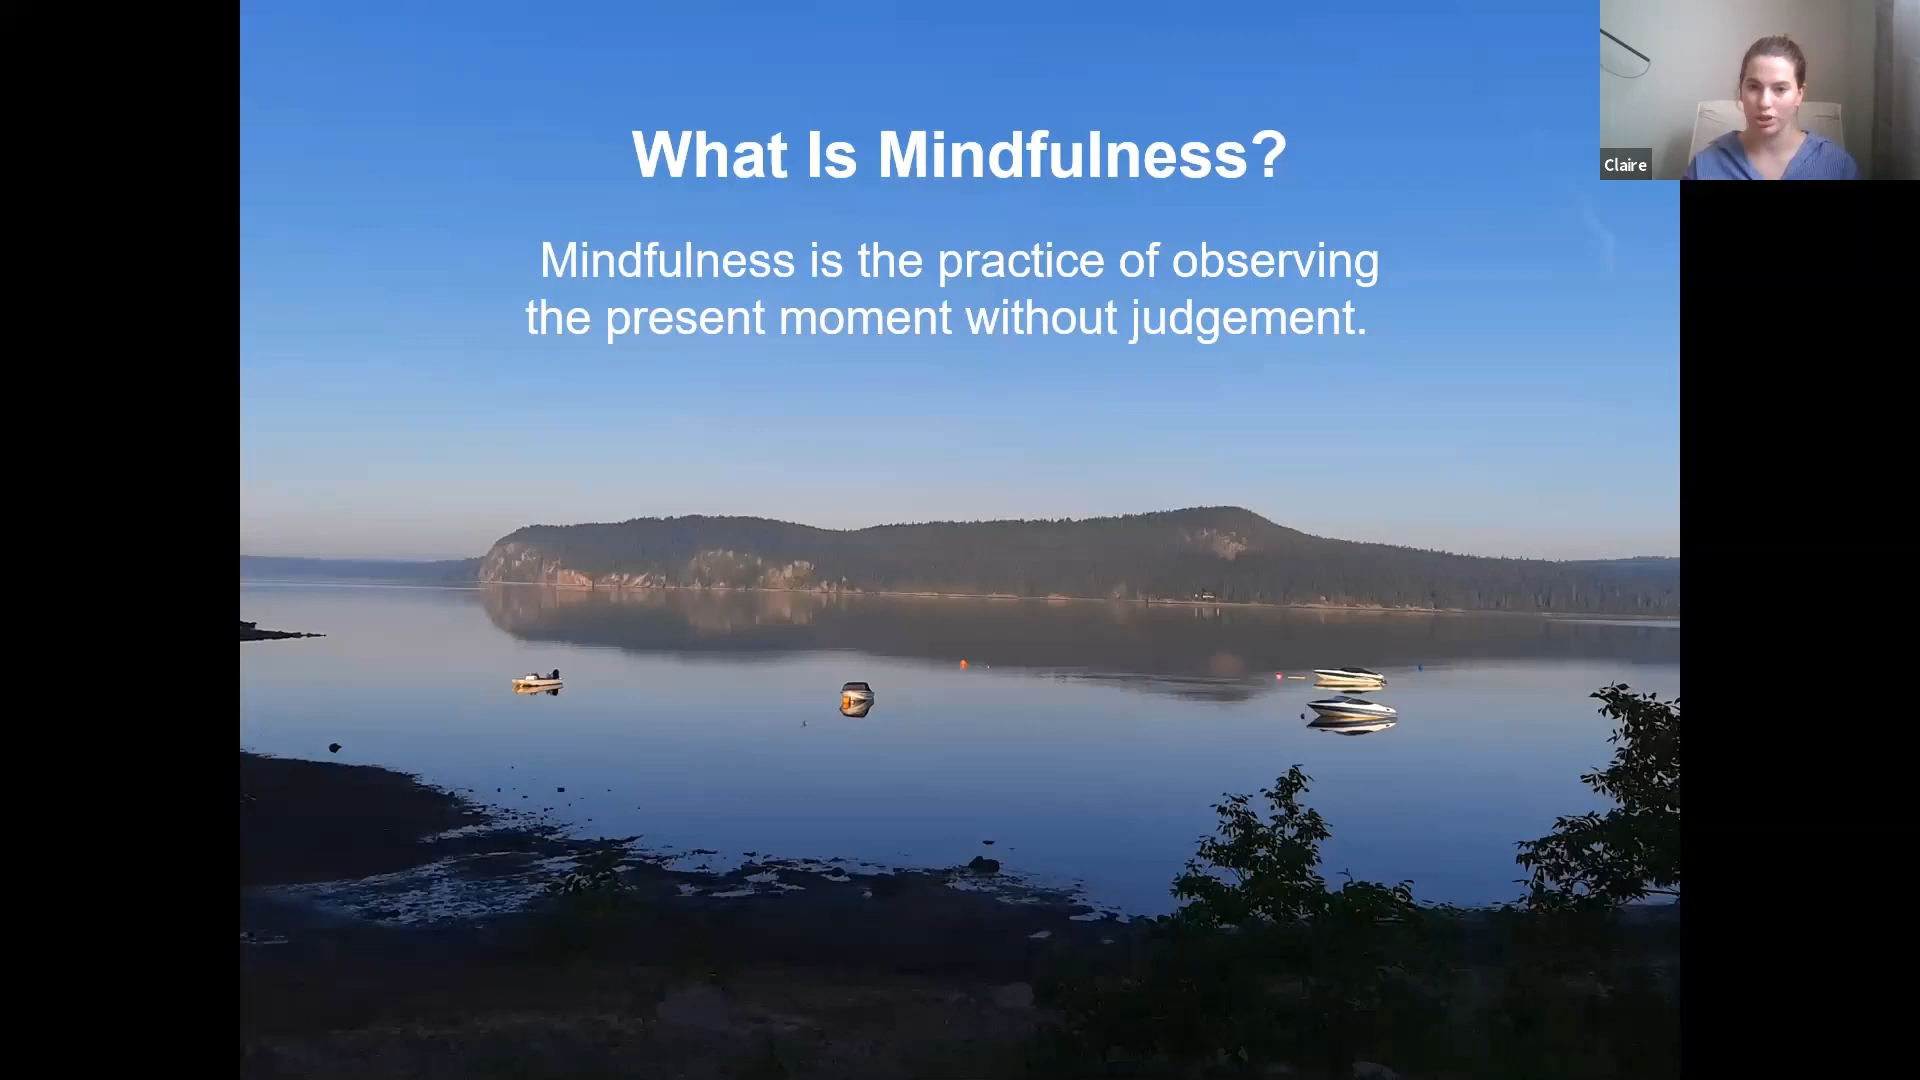 What Is Mindfulness?
Mindfulness is the practice of observing
the present moment without judgement.
Claire